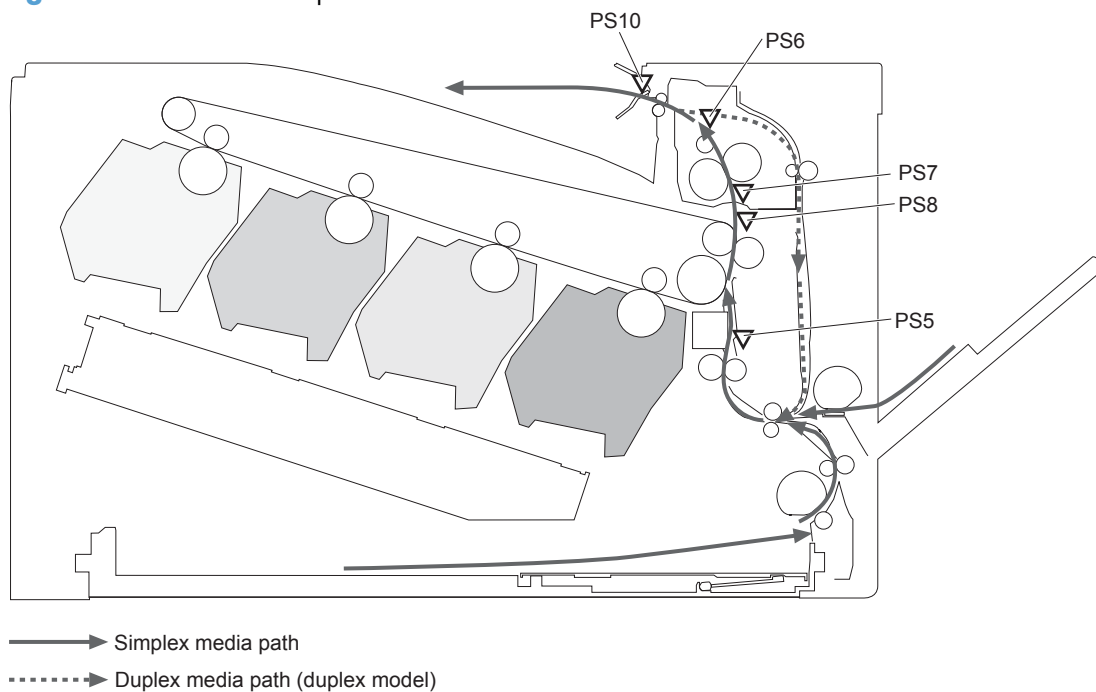 PS10
PS6
PS7
PS8
PS5
Simplex media path
Duplex media path (duplex model)